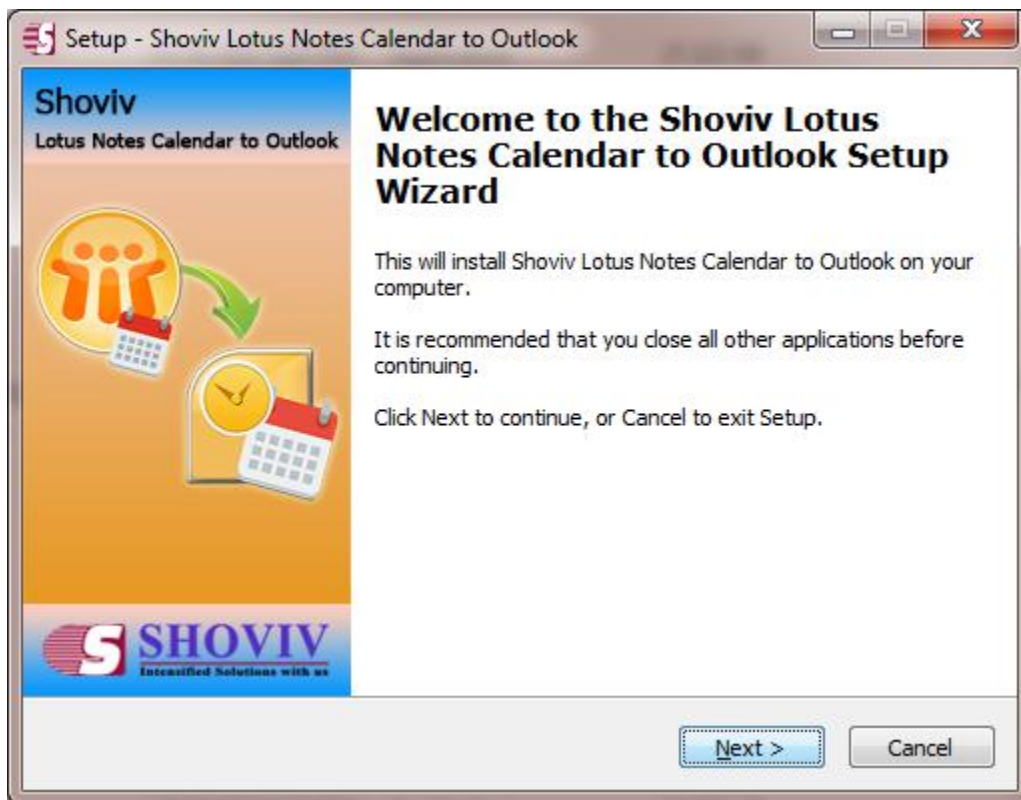 Setup - Shoviv Lotus Notes Calendar to Outlook
Shoviv
Lotus Notes Calendar to Outlook
Welcome to the Shoviv Lotus
Notes Calendar to Outlook Setup
Wizard
This will install Shoviv Lotus Notes Calendar to Outlook on your
computer.
It is recommended that you close all other applications before
continuing.
Click Next to continue, or Cancel to exit Setup.
S SHOVIV
Intensified Solutions with us
Next >
Cancel